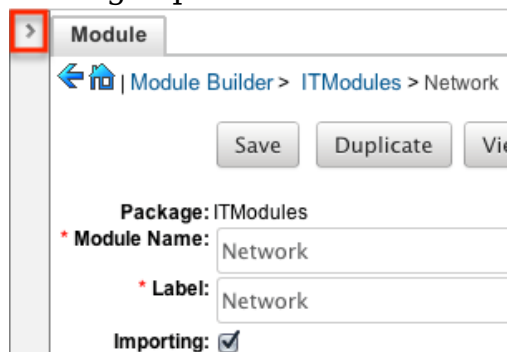 Module
| Module Builder > ITModules > Network
Save Duplicate
Package: ITModules
* Module Name: Network
* Label: Network
Importing: